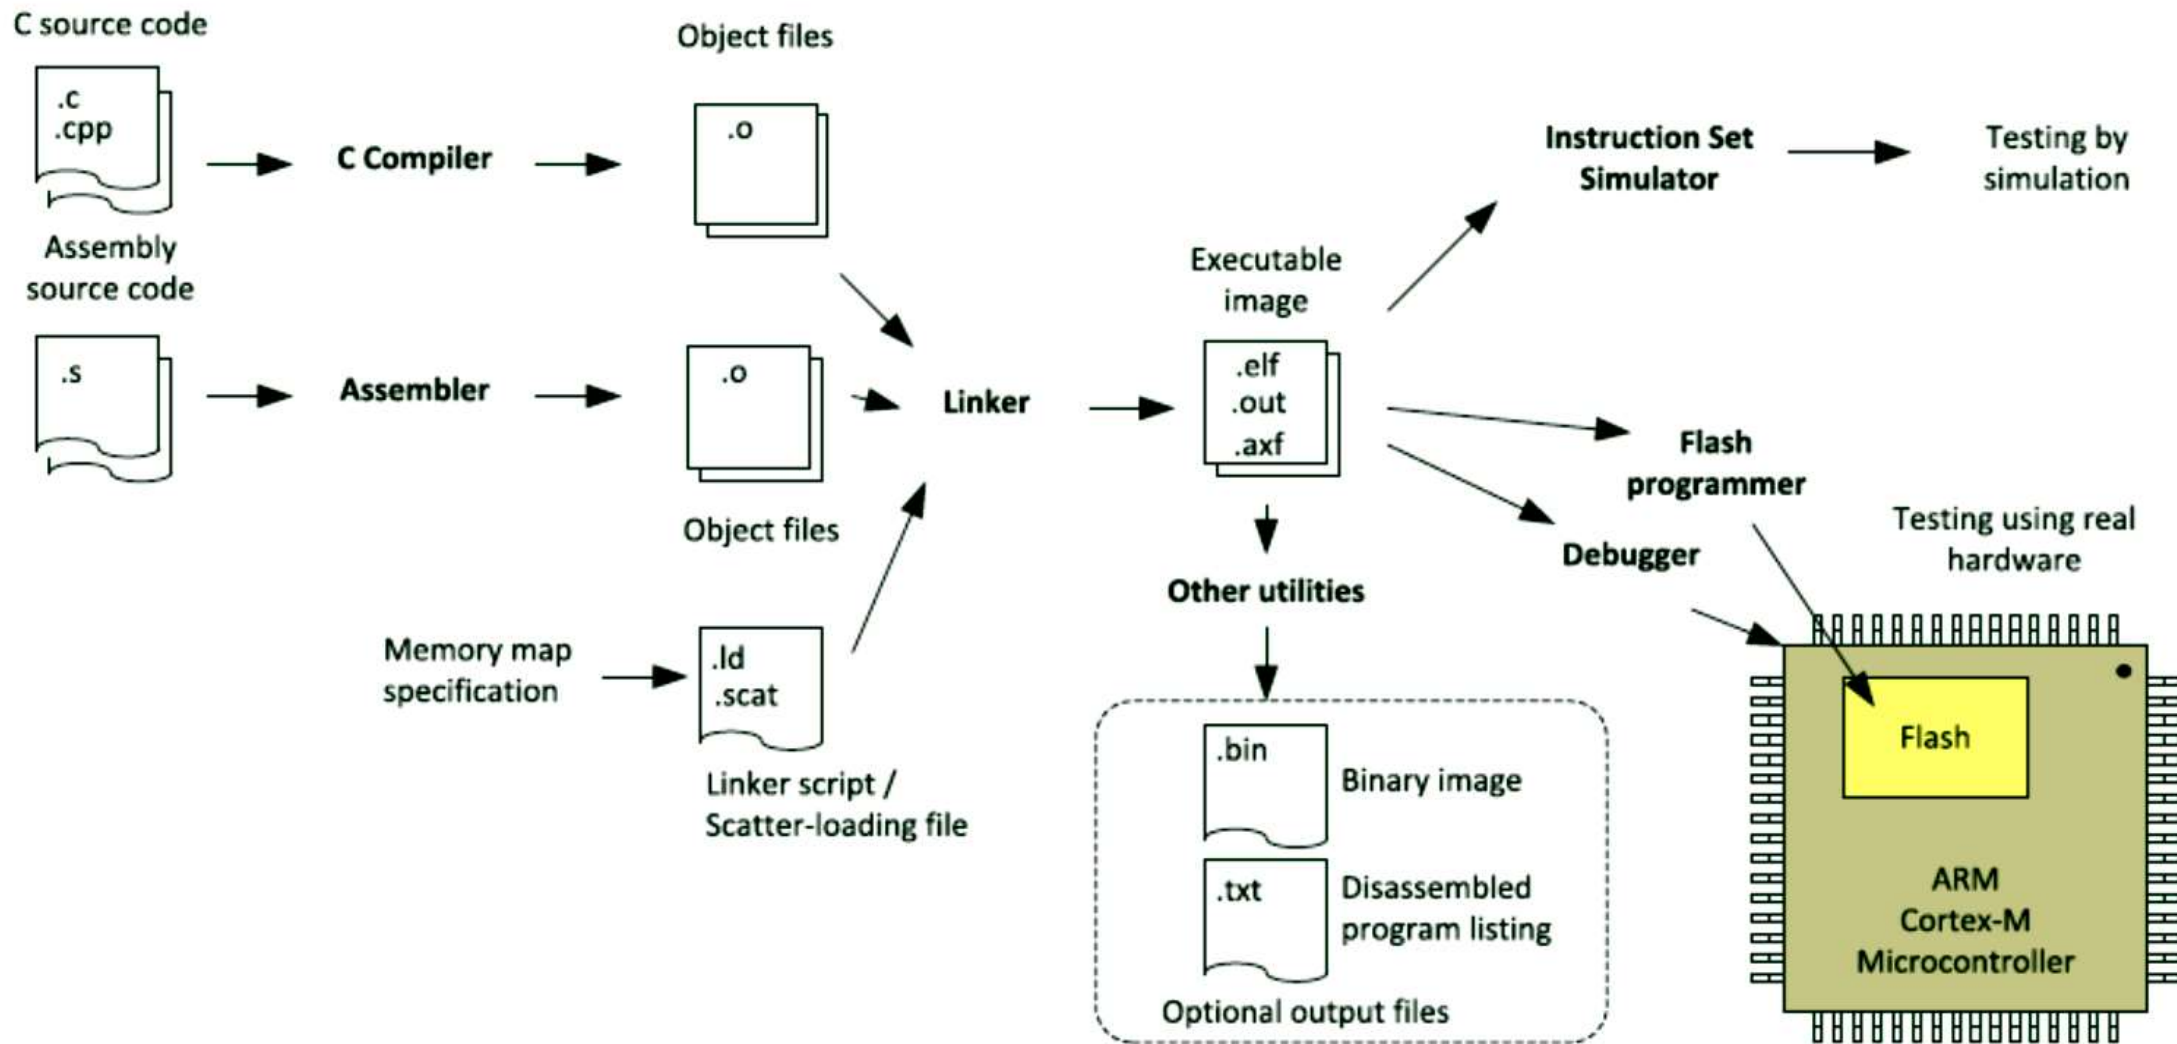 C source code
.c
.cpp
C Compiler
Object files
.o
Assembly
source code
.s
Assembler
.o
Object files
Linker
Memory map
specification
.ld
.scat
Linker script /
Scatter-loading file
Executable
image
.elf
.out
.axf
Instruction Set
Simulator
Testing by
simulation
Flash
programmer
Debugger
Testing using real
hardware
Other utilities
.bin
Binary image
.txt
Disassembled
program listing
Optional output files
Flash
ARM
Cortex-M
Microcontroller